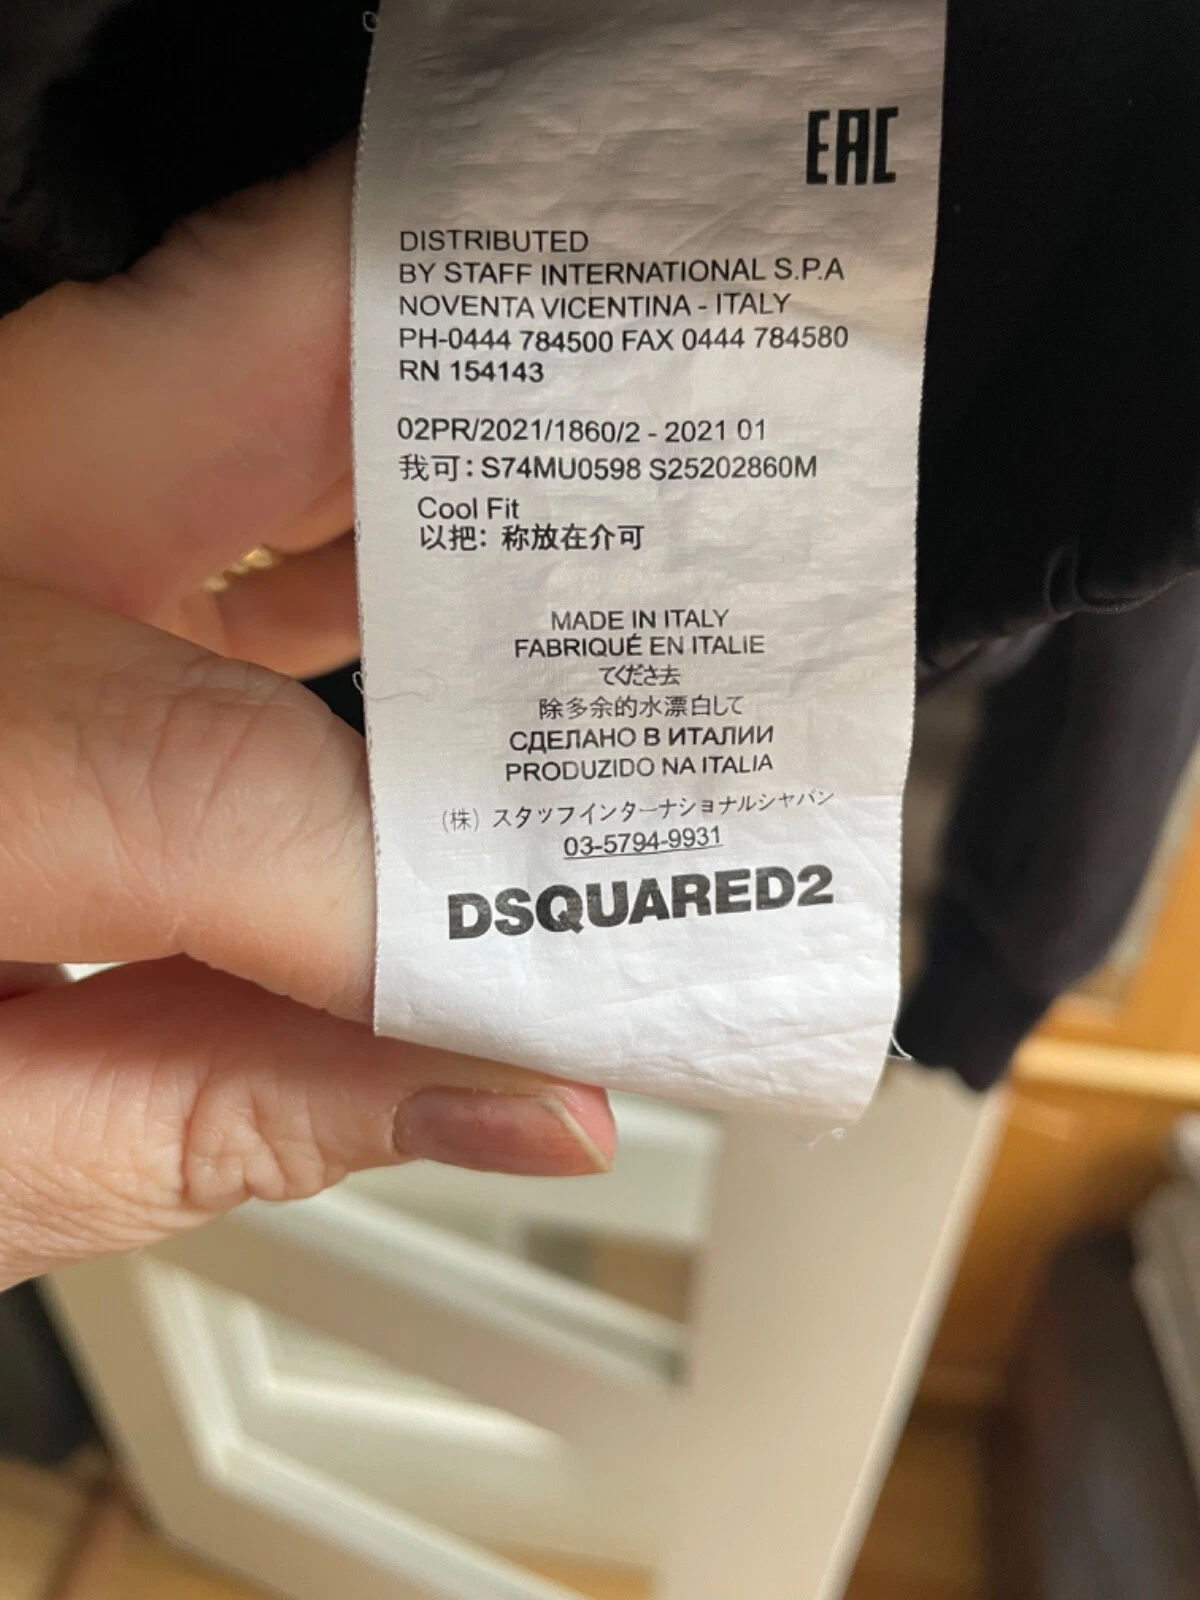 EAC
DISTRIBUTED
BY STAFF INTERNATIONAL S.P.A
NOVENTA VICENTINA - ITALY
PH-0444 784500 FAX 0444 784580
RN 154143
02PR/2021/1860/2 - 2021 01
我可: S74MU0598 S25202860M
Cool Fit
以把: 称放在介可
MADE IN ITALY
FABRIQUÉ EN ITALIE
てくださ去
除多余的水漂白して
СДЕЛАНО В ИТАЛИИ
PRODUZIDO NA ITALIA
(株) スタッフインターナショナルシャバン
03-5794-9931
DSQUARED2